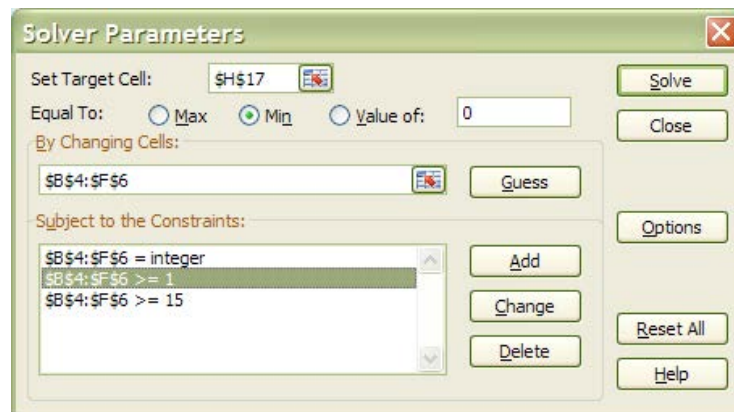 Solver Parameters
Set Target Cell: $H$17 Solve
Equal To: Max Min Value of: 0 Close
By Changing Cells:
$B$4:$F$6 Guess
Subject to the Constraints: Options
$B$4:$F$6 = integer Add
$B$4:$F$6 >= 1
$B$4:$F$6 >= 15 Change
Reset All
Delete
Help